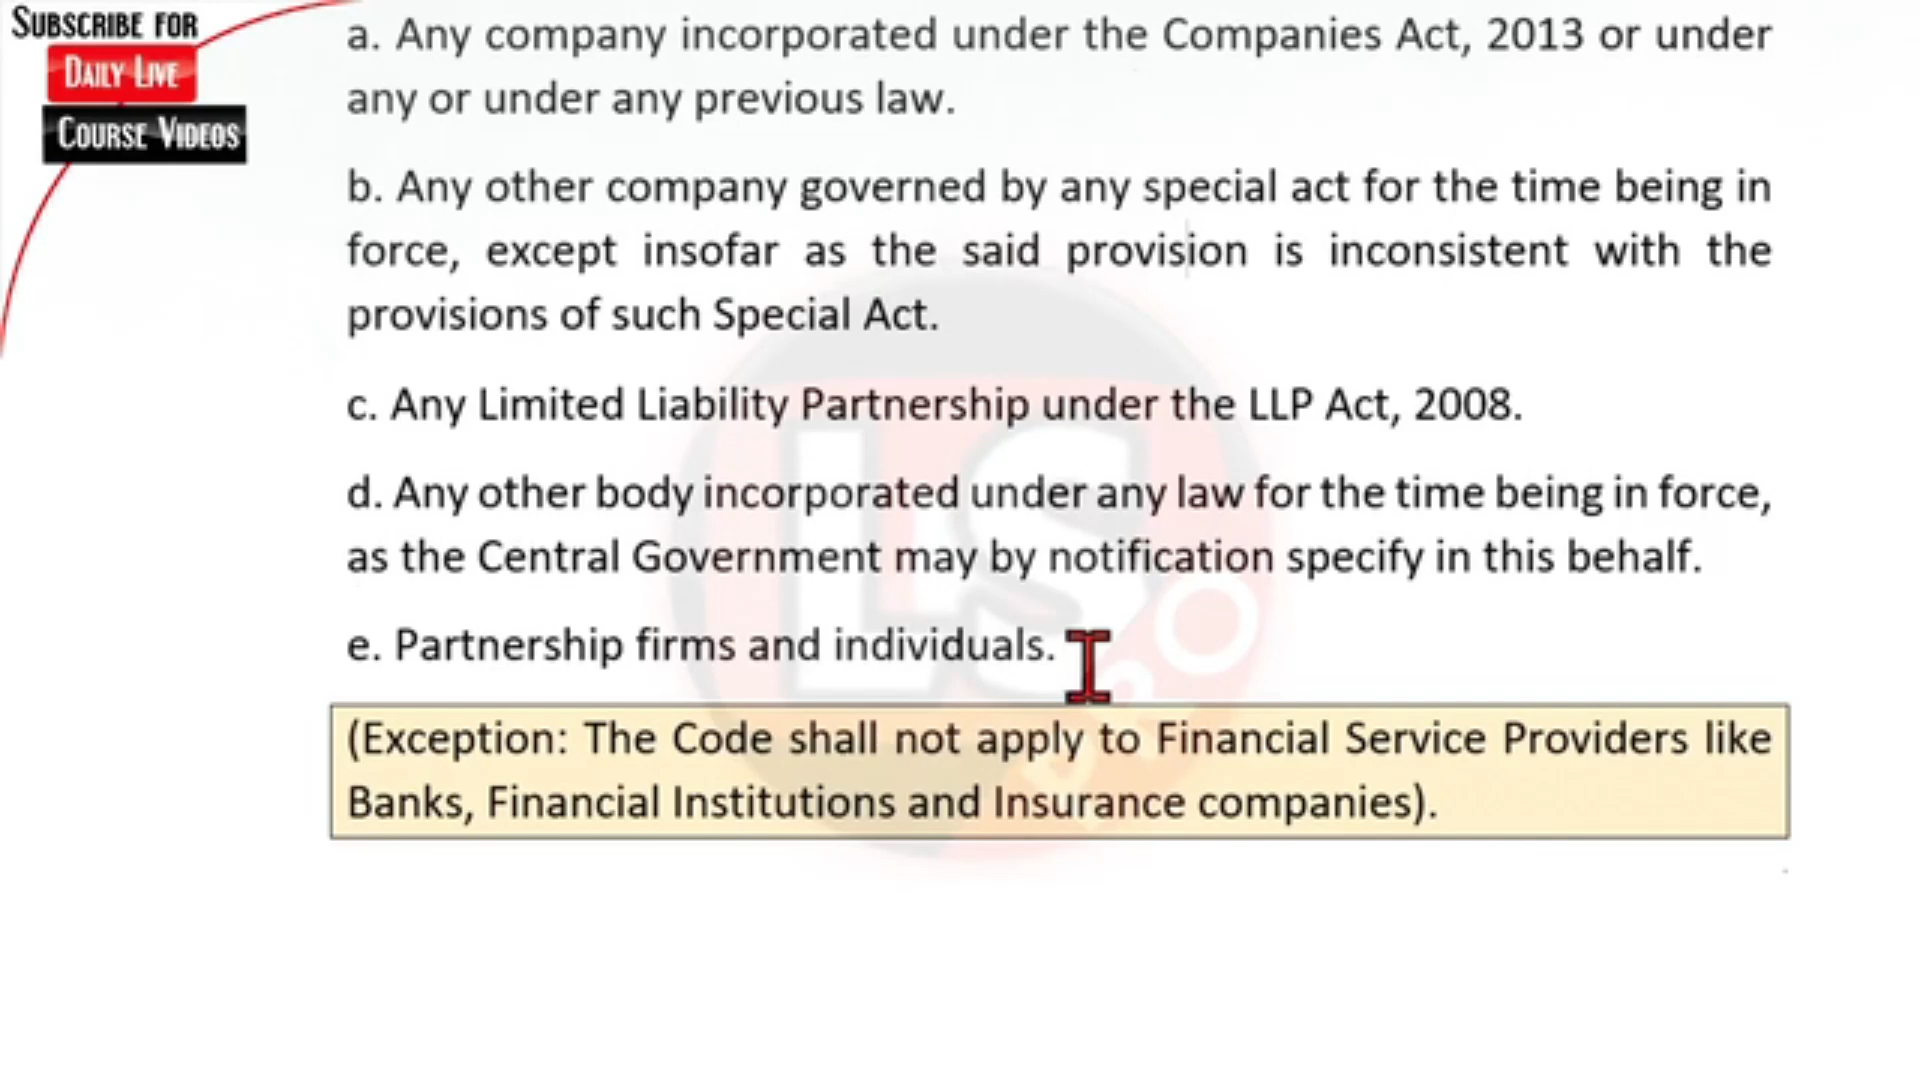 SUBSCRIBE FOR
DAILY LIVE
COURSE VIDEOS
a. Any company incorporated under the Companies Act, 2013 or under
any or under any previous law.
b. Any other company governed by any special act for the time being in
force, except insofar as the said provision is inconsistent with the
provisions of such Special Act.
c. Any Limited Liability Partnership under the LLP Act, 2008.
d. Any other body incorporated under any law for the time being in force,
as the Central Government may by notification specify in this behalf.
e. Partnership firms and individuals.
(Exception: The Code shall not apply to Financial Service Providers like
Banks, Financial Institutions and Insurance companies).
LS
PRO